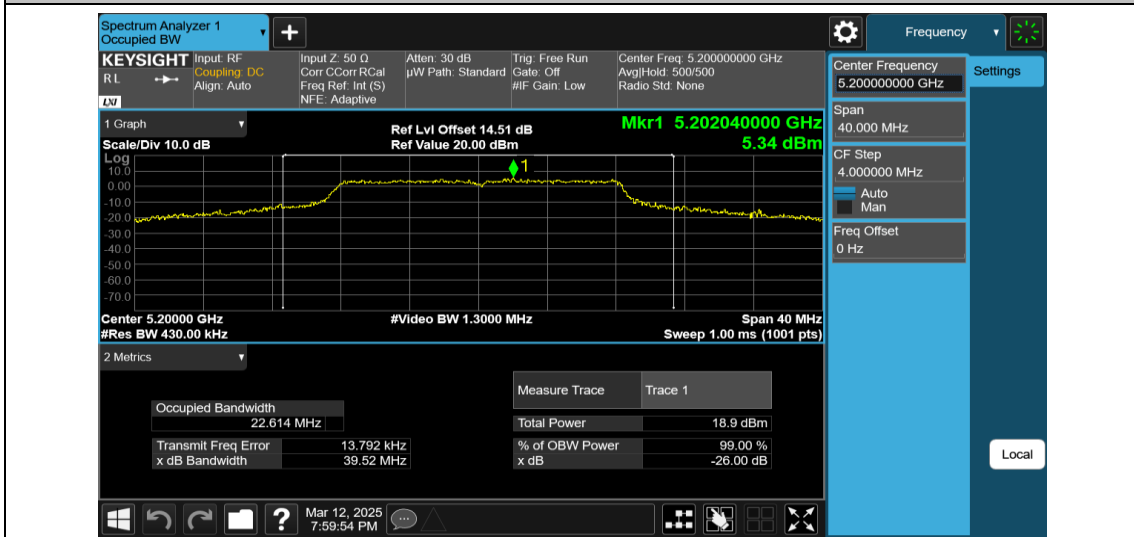 Spectrum Analyzer 1
Occupied BW
Frequency
KEYSIGHT
R L
LXI
Input: RF
Coupling: DC
Align: Auto
Input Z: 50 Ω
Corr CCorr RCal
Freq Ref: Int (S)
NFE: Adaptive
Atten: 30 dB
µW Path: Standard
Trig: Free Run
Gate: Off
#IF Gain: Low
Center Freq: 5.200000000 GHz
Avg|Hold: 500/500
Radio Std: None
Center Frequency
5.200000000 GHz
Settings
Span
40.000 MHz
CF Step
4.000000 MHz
Auto
Man
Freq Offset
0 Hz
Local
1 Graph
Scale/Div 10.0 dB
Ref Lvl Offset 14.51 dB
Ref Value 20.00 dBm
Mkr1 5.202040000 GHz
5.34 dBm
Log
10.0
0.00
-10.0
-20.0
-30.0
-40.0
-50.0
-60.0
-70.0
1
Center 5.20000 GHz
#Res BW 430.00 kHz
#Video BW 1.3000 MHz
Span 40 MHz
Sweep 1.00 ms (1001 pts)
2 Metrics
Measure Trace Trace 1
Occupied Bandwidth
22.614 MHz
Total Power 18.9 dBm
Transmit Freq Error 13.792 kHz
% of OBW Power 99.00 %
x dB Bandwidth 39.52 MHz
x dB -26.00 dB
?
Mar 12, 2025
7:59:54 PM